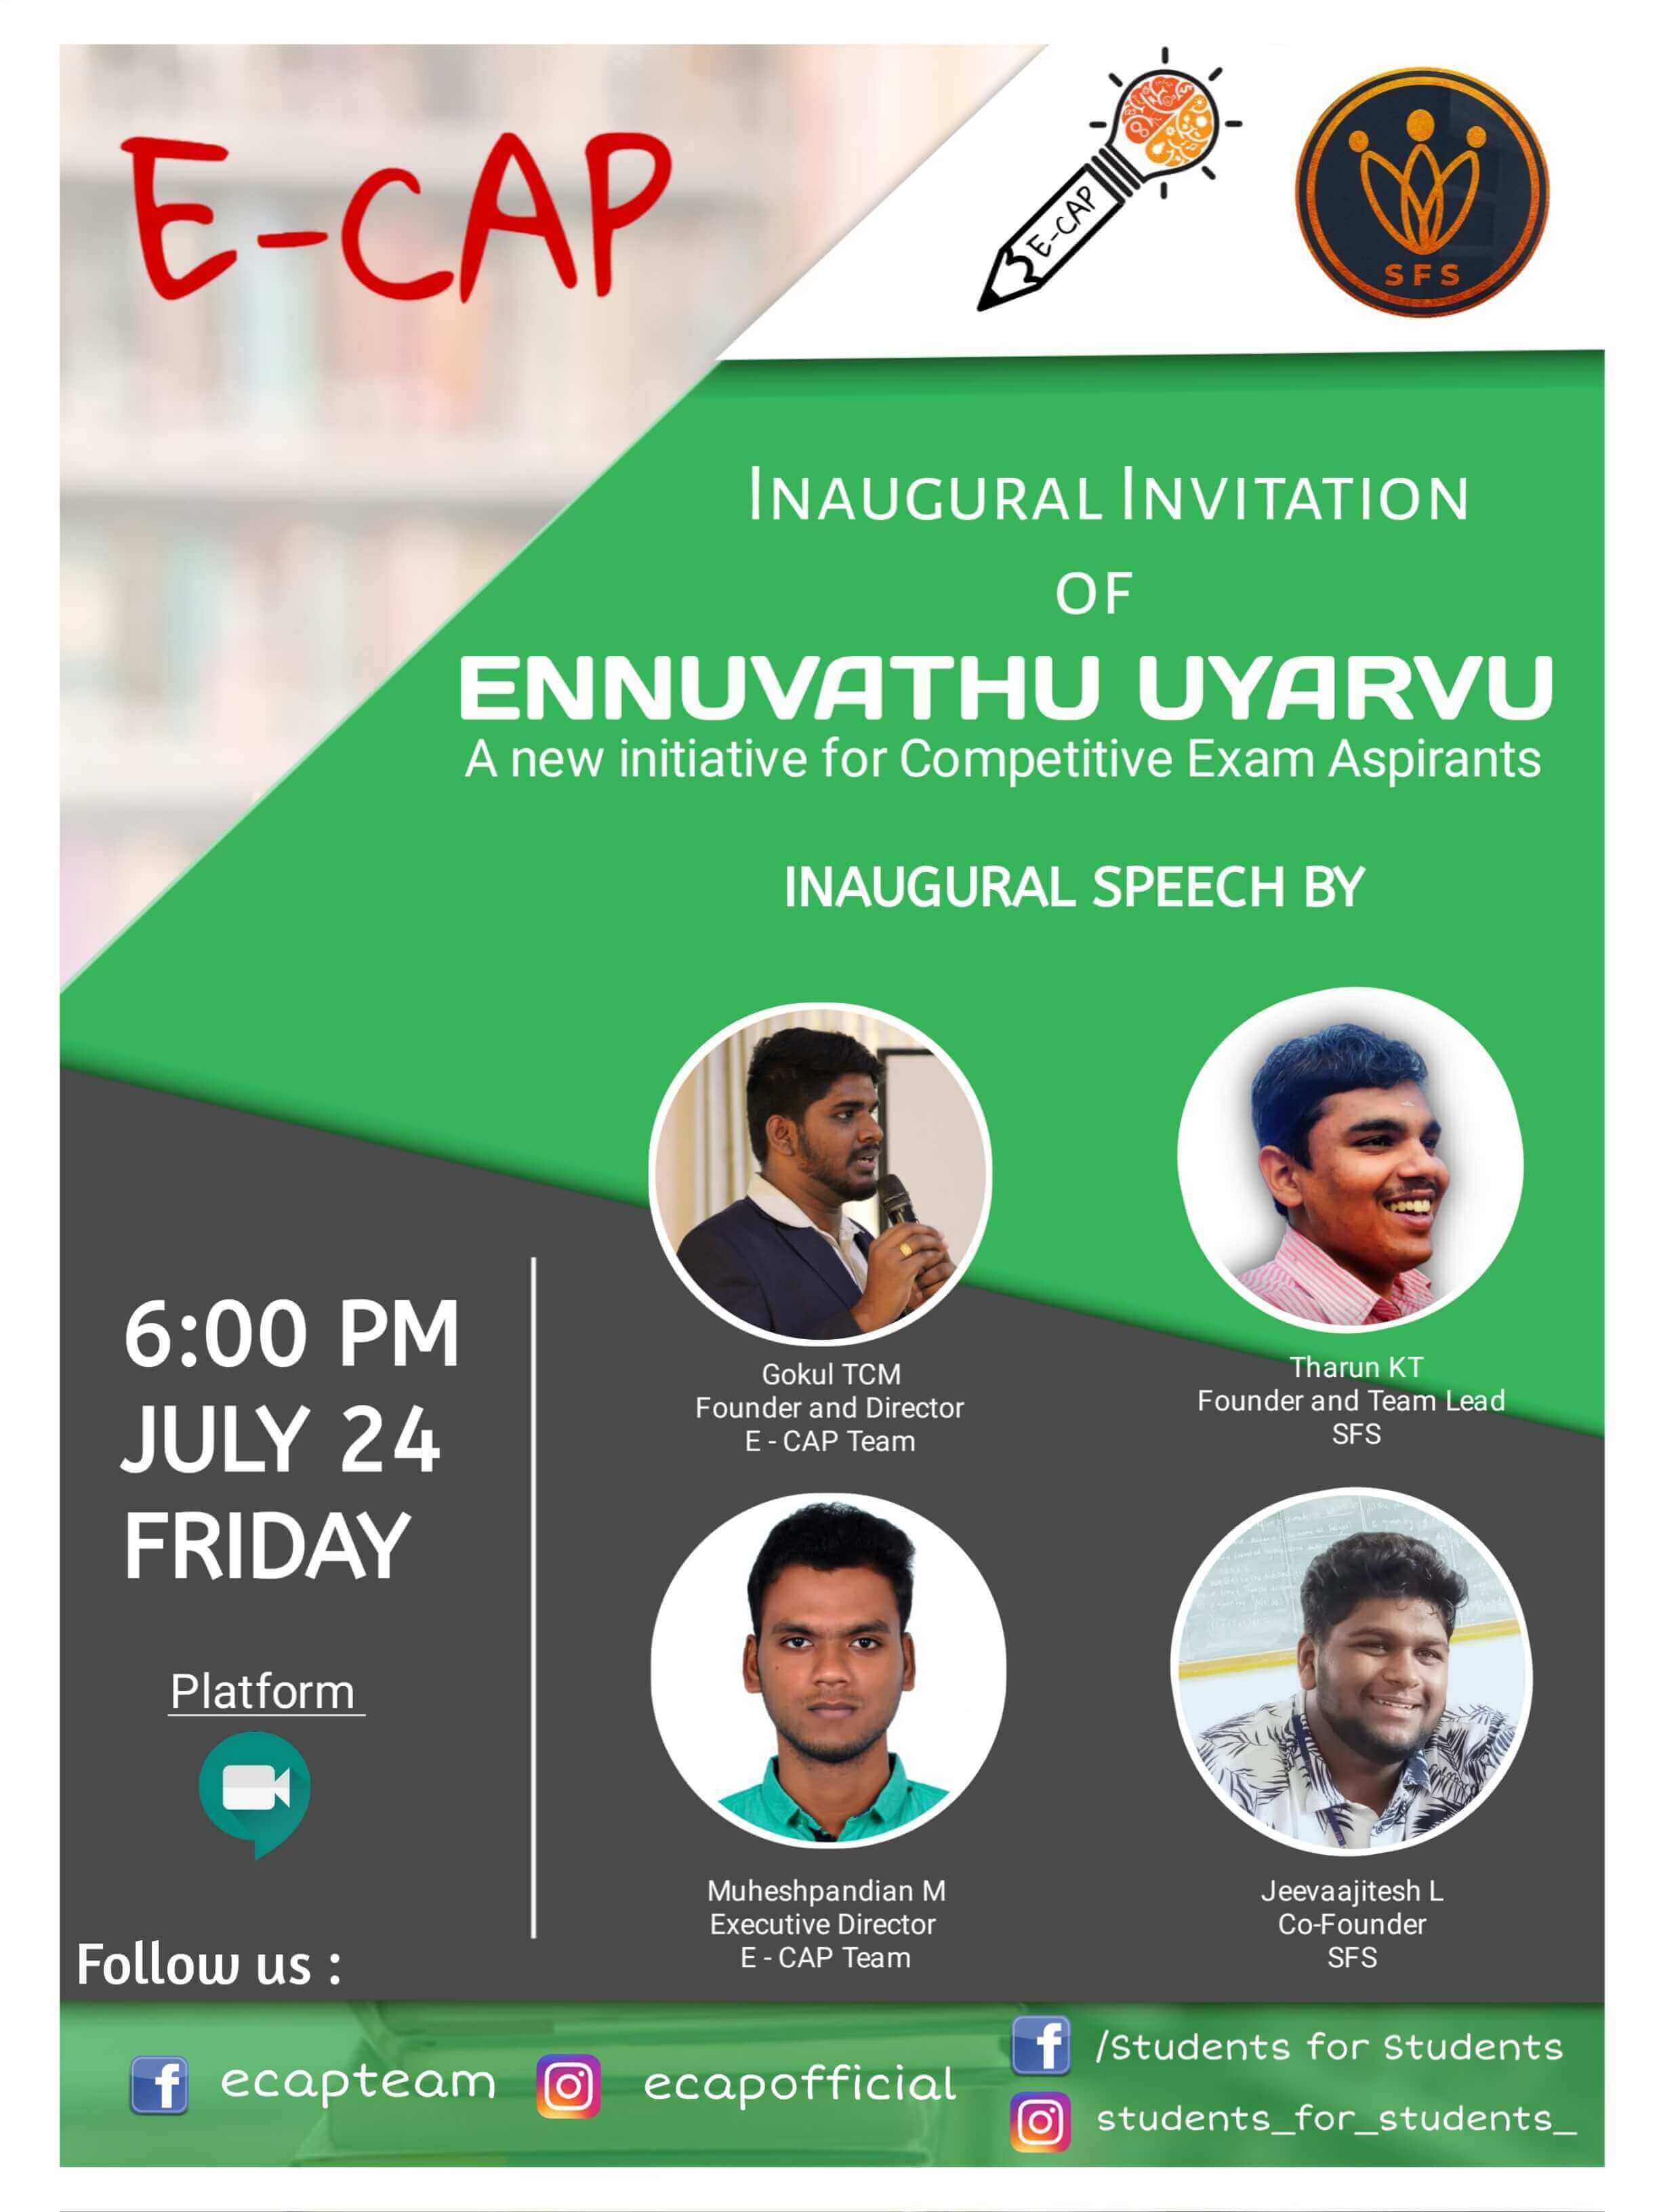 E-CAP
E-CAP
SFS
INAUGURAL INVITATION
OF
ENNUVATHU UYARVU
A new initiative for Competitive Exam Aspirants
INAUGURAL SPEECH BY
Gokul TCM
Founder and Director
E - CAP Team
Tharun KT
Founder and Team Lead
SFS
6:00 PM
JULY 24
FRIDAY
Platform
Muheshpandian M
Executive Director
E - CAP Team
Jeevaajitesh L
Co-Founder
SFS
Follow us :
ecapteam
ecapofficial
/Students for Students
students_for_students_